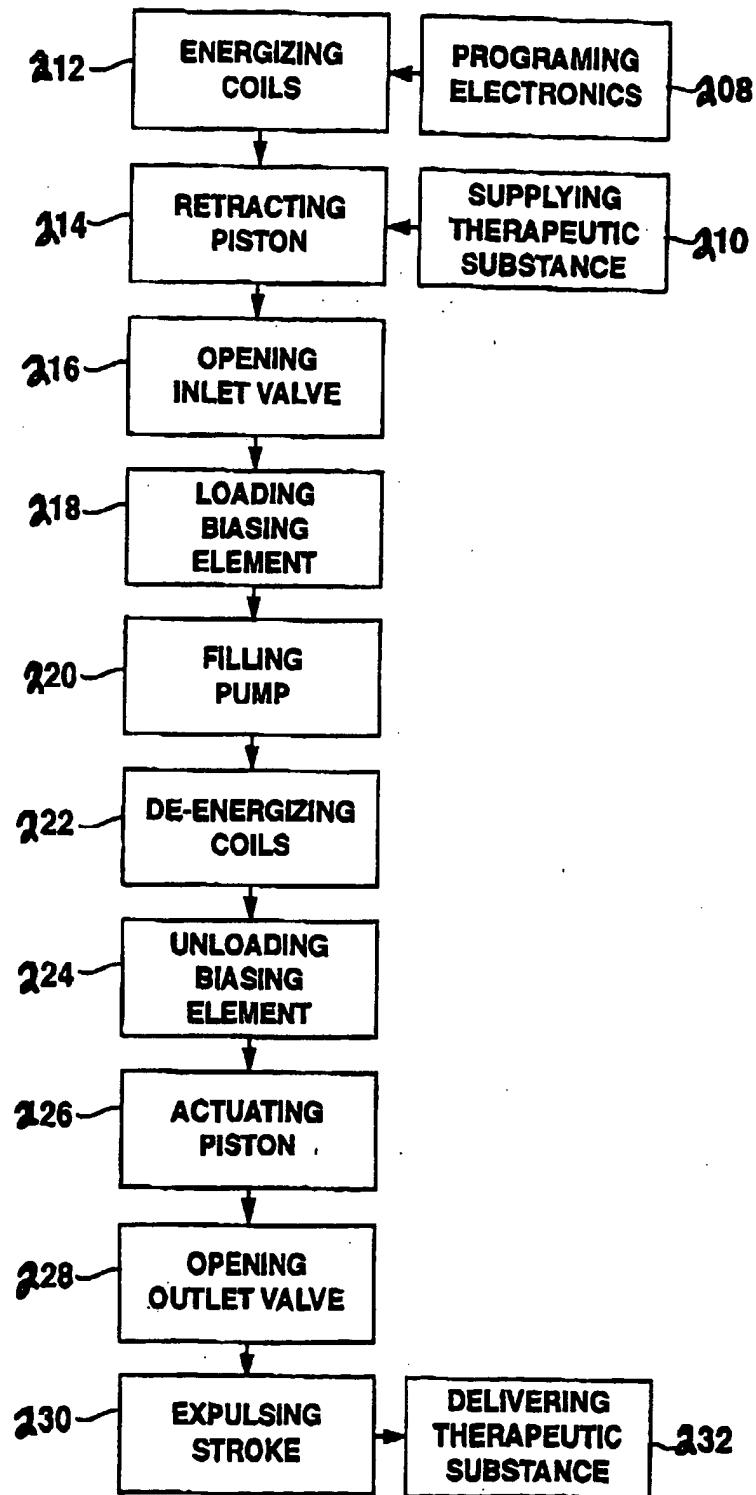 212
ENERGIZING
COILS
PROGRAMING
ELECTRONICS
208
214
RETRACTING
PISTON
SUPPLYING
THERAPEUTIC
SUBSTANCE
210
216
OPENING
INLET VALVE
218
LOADING
BIASING
ELEMENT
220
FILLING
PUMP
222
DE-ENERGIZING
COILS
224
UNLOADING
BIASING
ELEMENT
226
ACTUATING
PISTON
228
OPENING
OUTLET VALVE
230
EXPULSING
STROKE
DELIVERING
THERAPEUTIC
SUBSTANCE
232